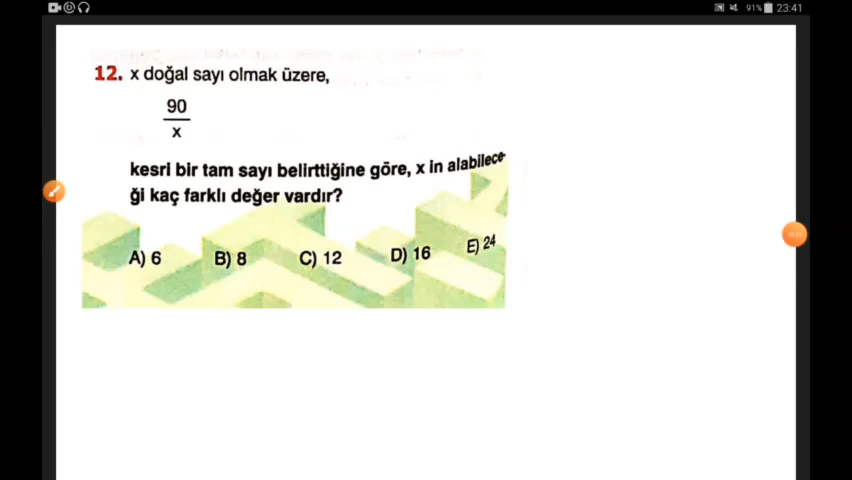 91% 23:41
12. x doğal sayı olmak üzere,
90
x
kesri bir tam sayı belirttiğine göre, x in alabilece-
ği kaç farklı değer vardır?
A) 6 B) 8 C) 12 D) 16 E) 24